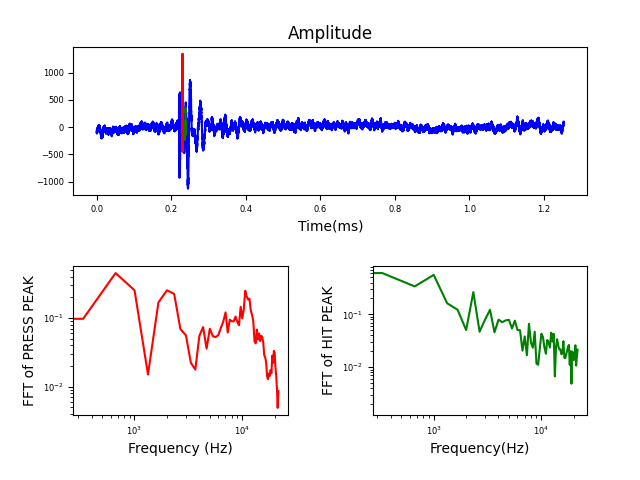 Amplitude
1000
500
0
−500
−1000
0.0 0.2 0.4 0.6 0.8 1.0 1.2
Time(ms)
FFT of PRESS PEAK
10⁻¹
10⁻²
10³ 10⁴
Frequency (Hz)
FFT of HIT PEAK
10⁻¹
10⁻²
10³ 10⁴
Frequency(Hz)